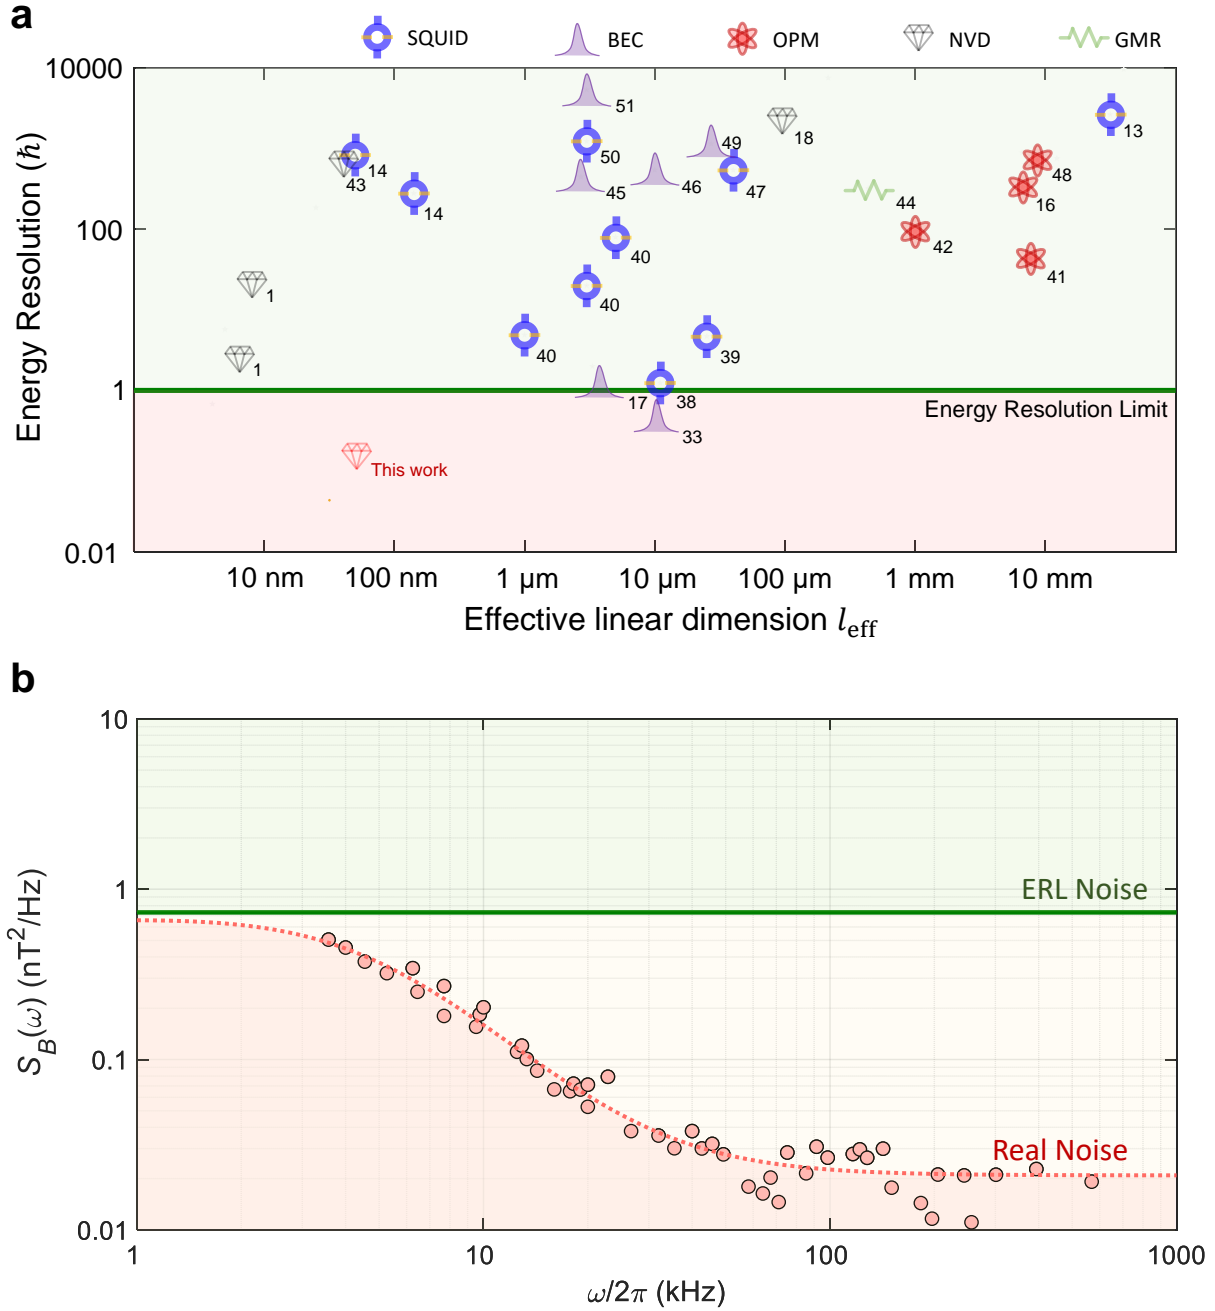 a
SQUID BEC OPM NVD GMR
10000
100
1
0.01
Energy Resolution (ℏ)
51
50
49
18
13
14
43
14
45
46
47
44
48
16
42
41
40
40
40
39
1
1
17
38
33
Energy Resolution Limit
This work
10 nm 100 nm 1 µm 10 µm 100 µm 1 mm 10 mm
Effective linear dimension l_eff
b
10
1
0.1
0.01
S_B(ω) (nT²/Hz)
ERL Noise
Real Noise
1 10 100 1000
ω/2π (kHz)